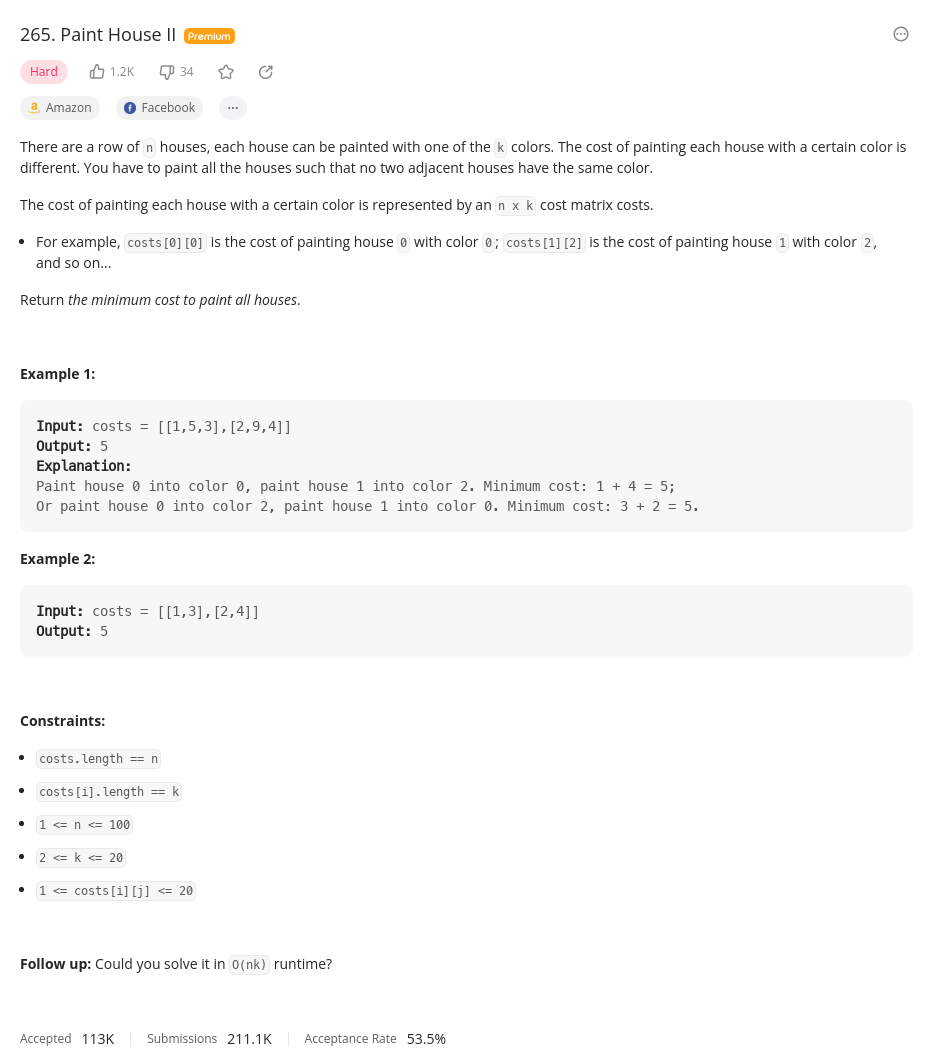 265. Paint House II Premium
Hard 1.2K 34
Amazon Facebook ...
There are a row of n houses, each house can be painted with one of the k colors. The cost of painting each house with a certain color is
different. You have to paint all the houses such that no two adjacent houses have the same color.
The cost of painting each house with a certain color is represented by an n x k cost matrix costs.
• For example, costs[0][0] is the cost of painting house 0 with color 0; costs[1][2] is the cost of painting house 1 with color 2,
and so on...
Return the minimum cost to paint all houses.
Example 1:
Input: costs = [[1,5,3],[2,9,4]]
Output: 5
Explanation:
Paint house 0 into color 0, paint house 1 into color 2. Minimum cost: 1 + 4 = 5;
Or paint house 0 into color 2, paint house 1 into color 0. Minimum cost: 3 + 2 = 5.
Example 2:
Input: costs = [[1,3],[2,4]]
Output: 5
Constraints:
• costs.length == n
• costs[i].length == k
• 1 <= n <= 100
• 2 <= k <= 20
• 1 <= costs[i][j] <= 20
Follow up: Could you solve it in O(nk) runtime?
Accepted 113K Submissions 211.1K Acceptance Rate 53.5%